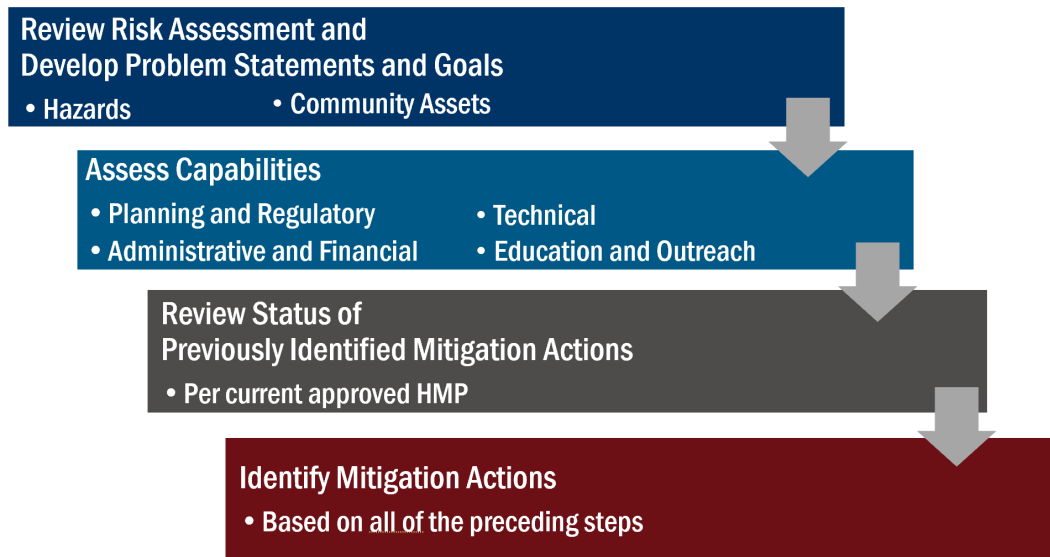 Review Risk Assessment and
Develop Problem Statements and Goals
• Hazards • Community Assets
Assess Capabilities
• Planning and Regulatory • Technical
• Administrative and Financial • Education and Outreach
Review Status of
Previously Identified Mitigation Actions
• Per current approved HMP
Identify Mitigation Actions
• Based on all of the preceding steps